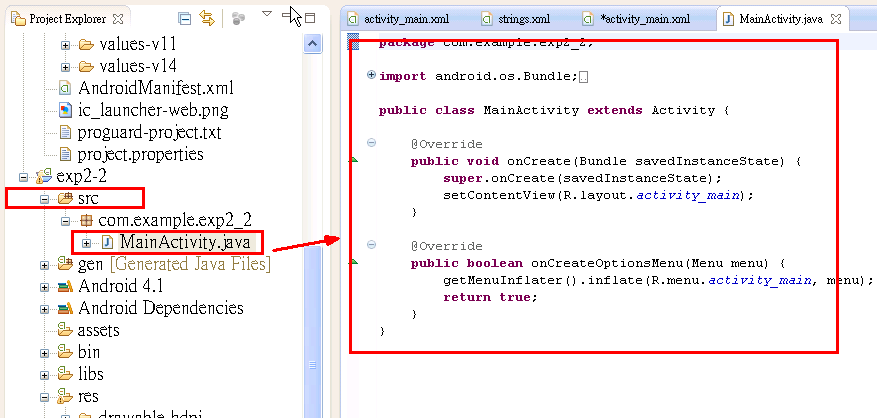 Project Explorer
values-v11
values-v14
AndroidManifest.xml
ic_launcher-web.png
proguard-project.txt
project.properties
exp2-2
src
com.example.exp2_2
MainActivity.java
gen [Generated Java Files]
Android 4.1
Android Dependencies
assets
bin
libs
res
drawable-hdpi
activity_main.xml
strings.xml
*activity_main.xml
MainActivity.java
package com.example.exp2_2;
import android.os.Bundle;
public class MainActivity extends Activity {
@Override
public void onCreate(Bundle savedInstanceState) {
super.onCreate(savedInstanceState);
setContentView(R.layout.activity_main);
}
@Override
public boolean onCreateOptionsMenu(Menu menu) {
getMenuInflater().inflate(R.menu.activity_main, menu);
return true;
}
}